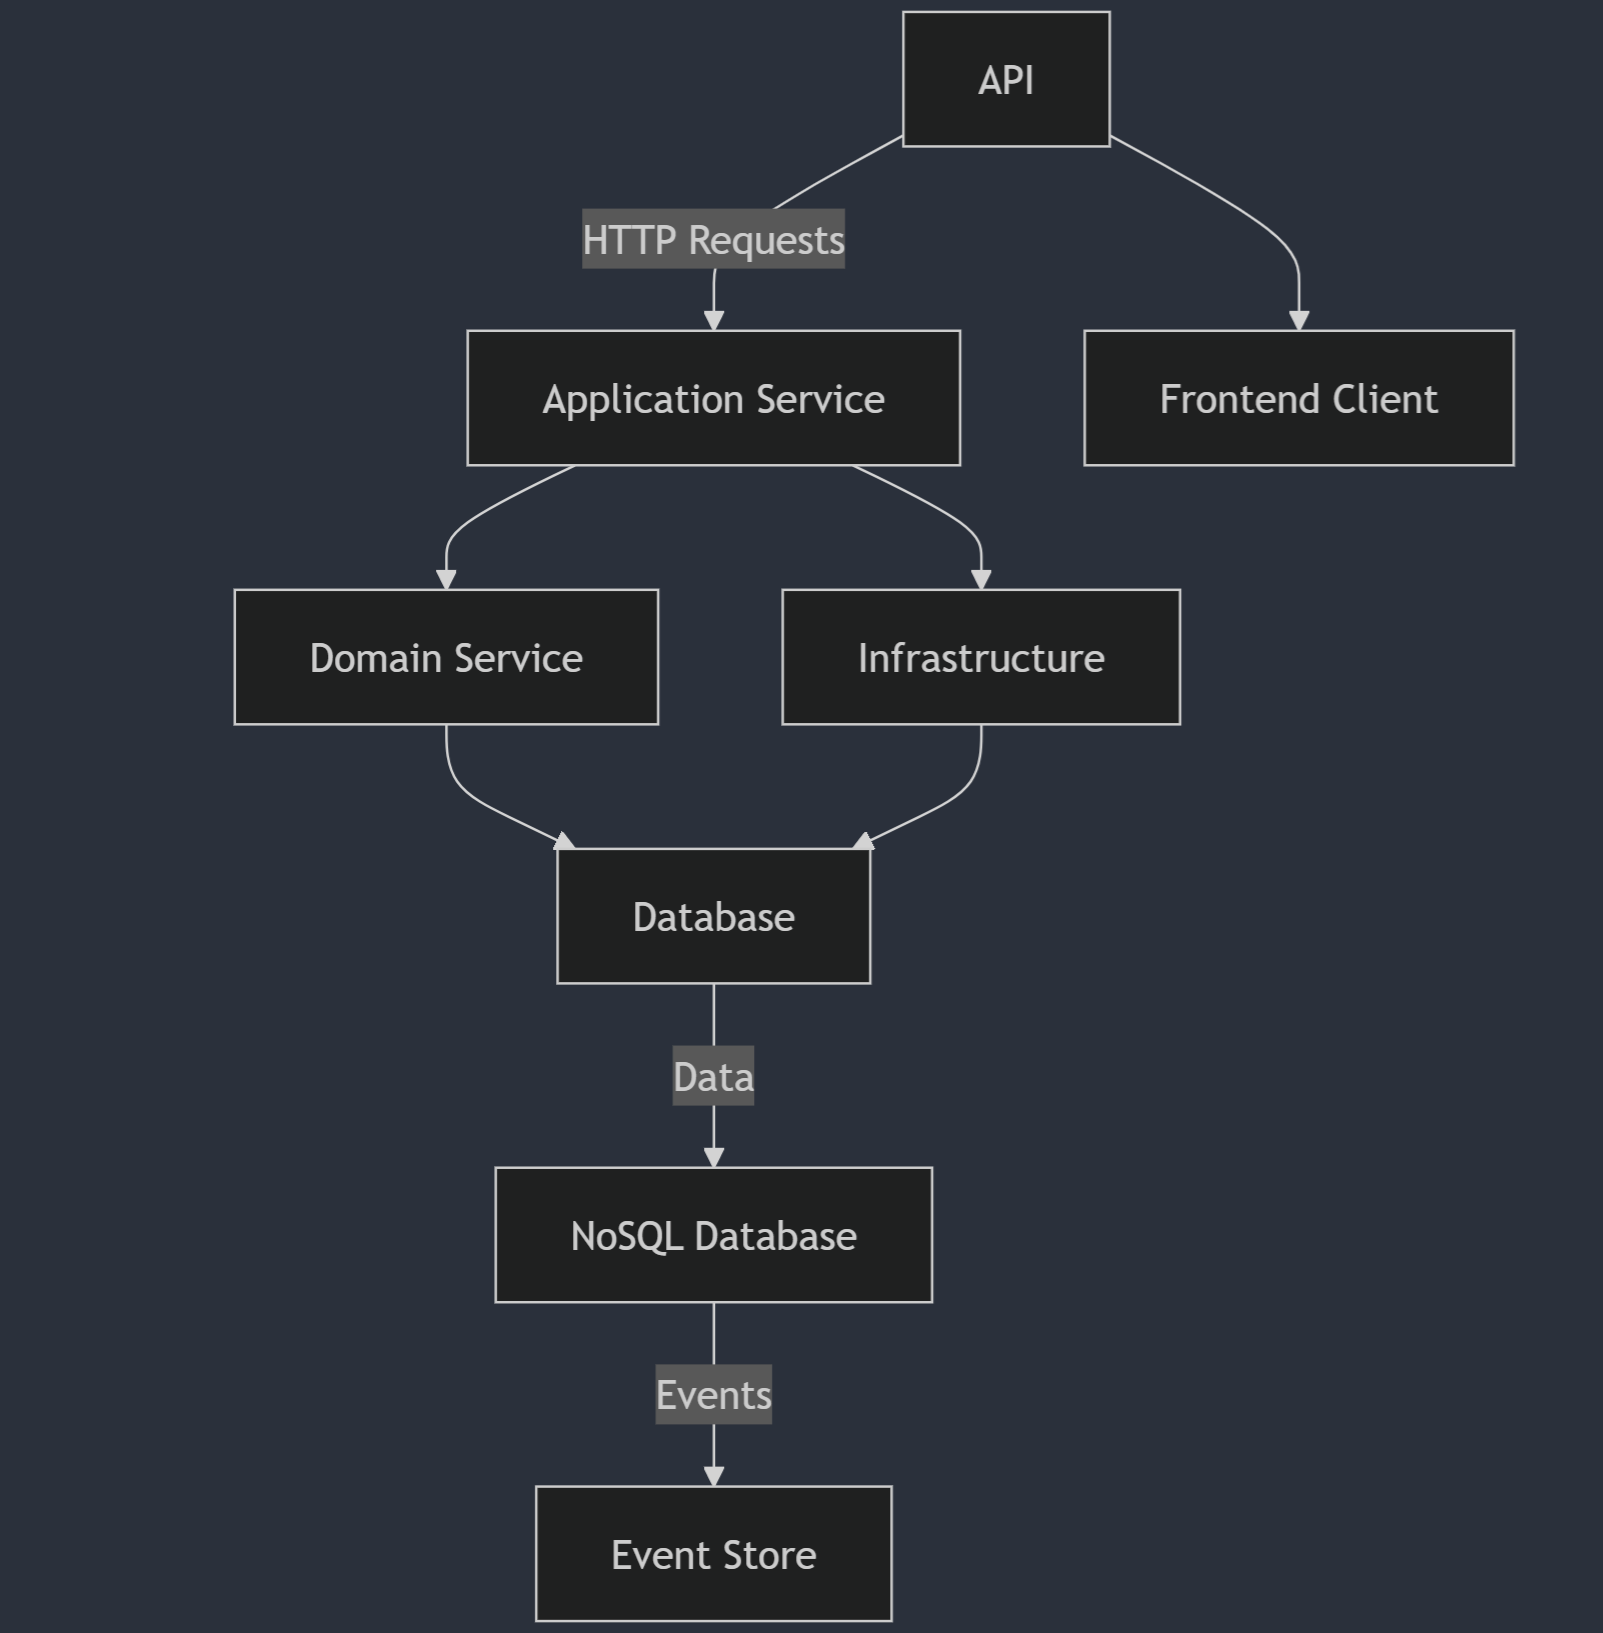 API
HTTP Requests
Application Service
Frontend Client
Domain Service
Infrastructure
Database
Data
NoSQL Database
Events
Event Store